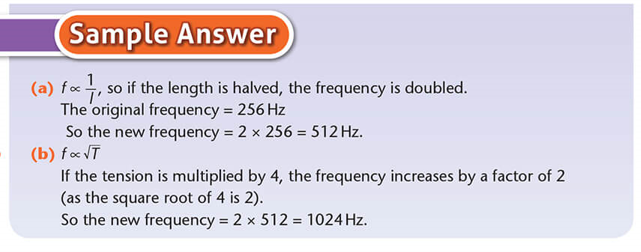 Sample Answer
(a) f ∝ 1/l, so if the length is halved, the frequency is doubled.
The original frequency = 256 Hz
So the new frequency = 2 × 256 = 512 Hz.
(b) f ∝ √T
If the tension is multiplied by 4, the frequency increases by a factor of 2
(as the square root of 4 is 2).
So the new frequency = 2 × 512 = 1024 Hz.